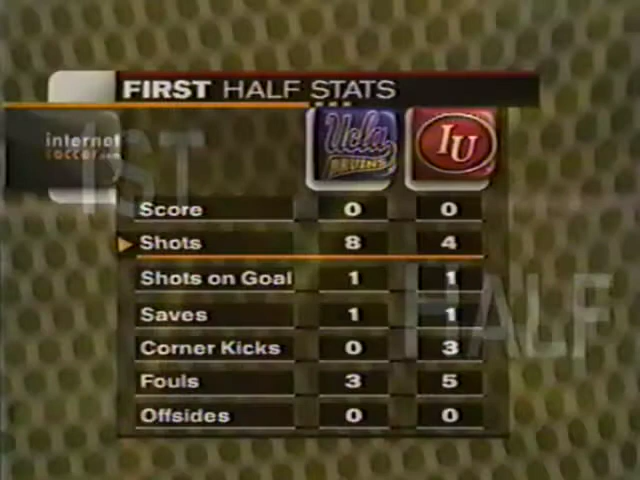 FIRST HALF STATS
internet
soccer.com
Ucla
BRUINS
IU
1ST
Score 0 0
Shots 8 4
Shots on Goal 1 1
Saves 1 1
HALF
Corner Kicks 0 3
Fouls 3 5
Offsides 0 0